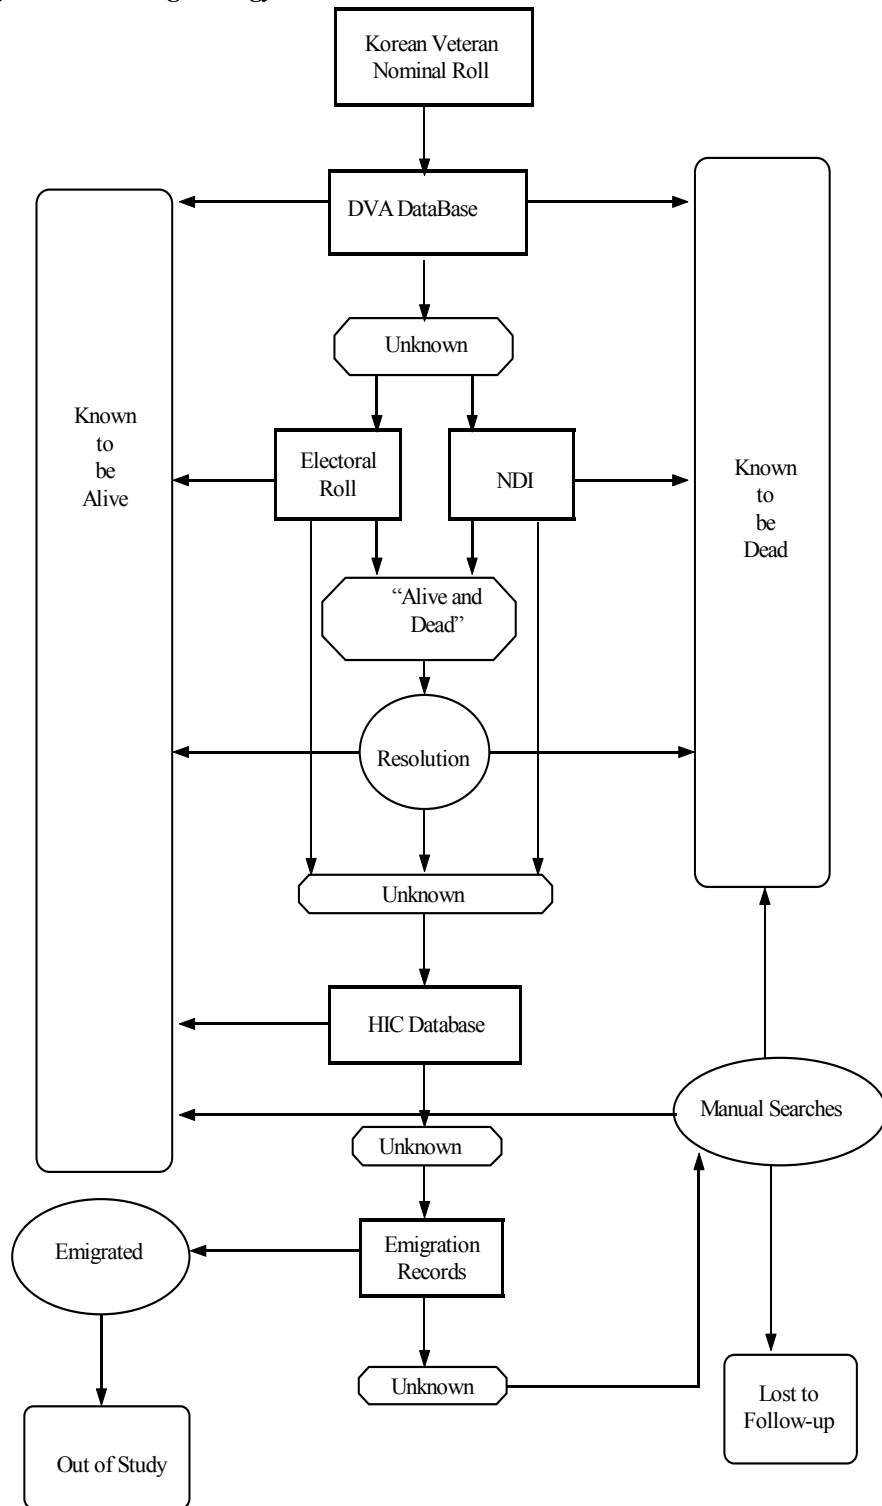 Korean Veteran
Nominal Roll
DVA DataBase
Unknown
Known
to
be
Alive
Electoral
Roll
NDI
Known
to
be
Dead
“Alive and
Dead”
Resolution
Unknown
HIC Database
Manual Searches
Unknown
Emigrated
Emigration
Records
Unknown
Lost to
Follow-up
Out of Study